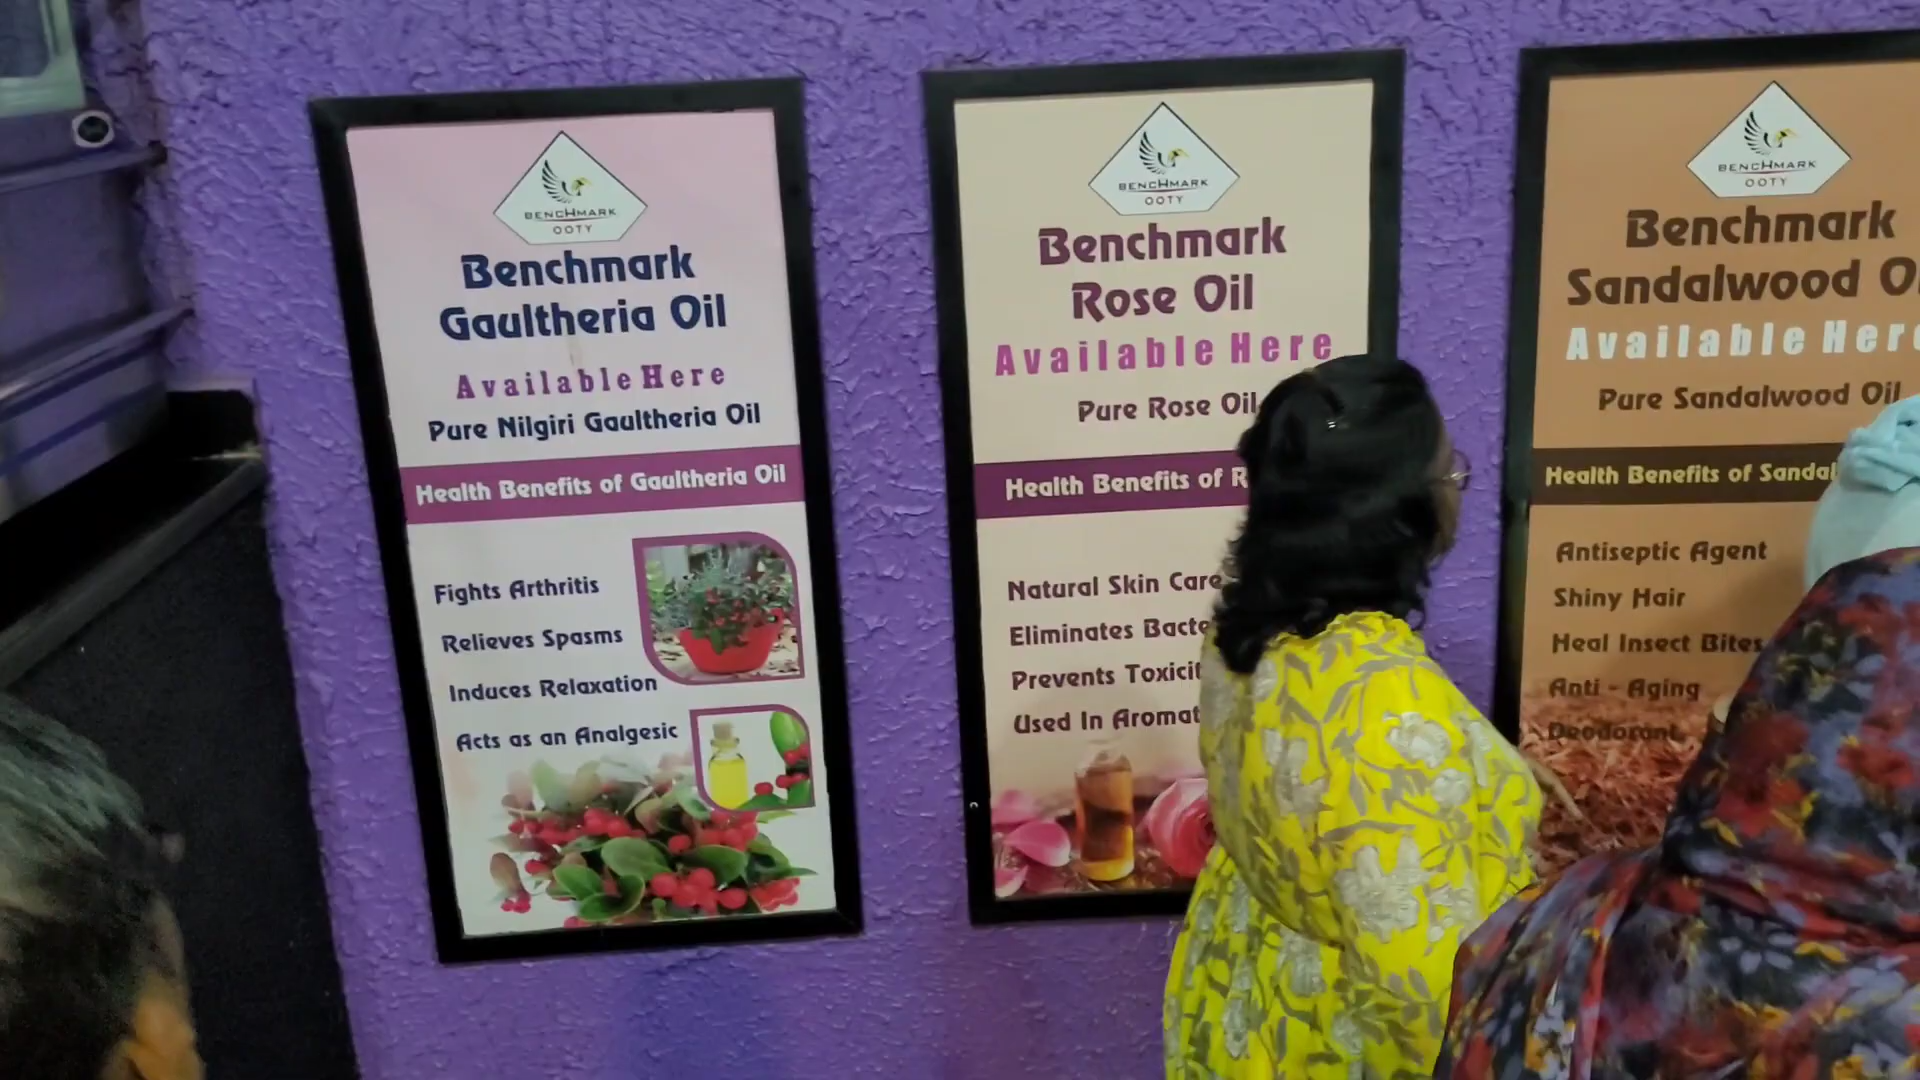 BENCHMARK
OOTY
Benchmark
Gaultheria Oil
Available Here
Pure Nilgiri Gaultheria Oil
Health Benefits of Gaultheria Oil
Fights Arthritis
Relieves Spasms
Induces Relaxation
Acts as an Analgesic
BENCHMARK
OOTY
Benchmark
Rose Oil
Available Here
Pure Rose Oil
Health Benefits of
Natural Skin Care
Eliminates
Prevents
Used In
BENCHMARK
OOTY
Benchmark
Sandalwood
Available Here
Pure Sandalwood Oil
Health Benefits of
Antiseptic Agent
Shiny Hair
Heal Insect Bites
Anti - Aging
Deodorant